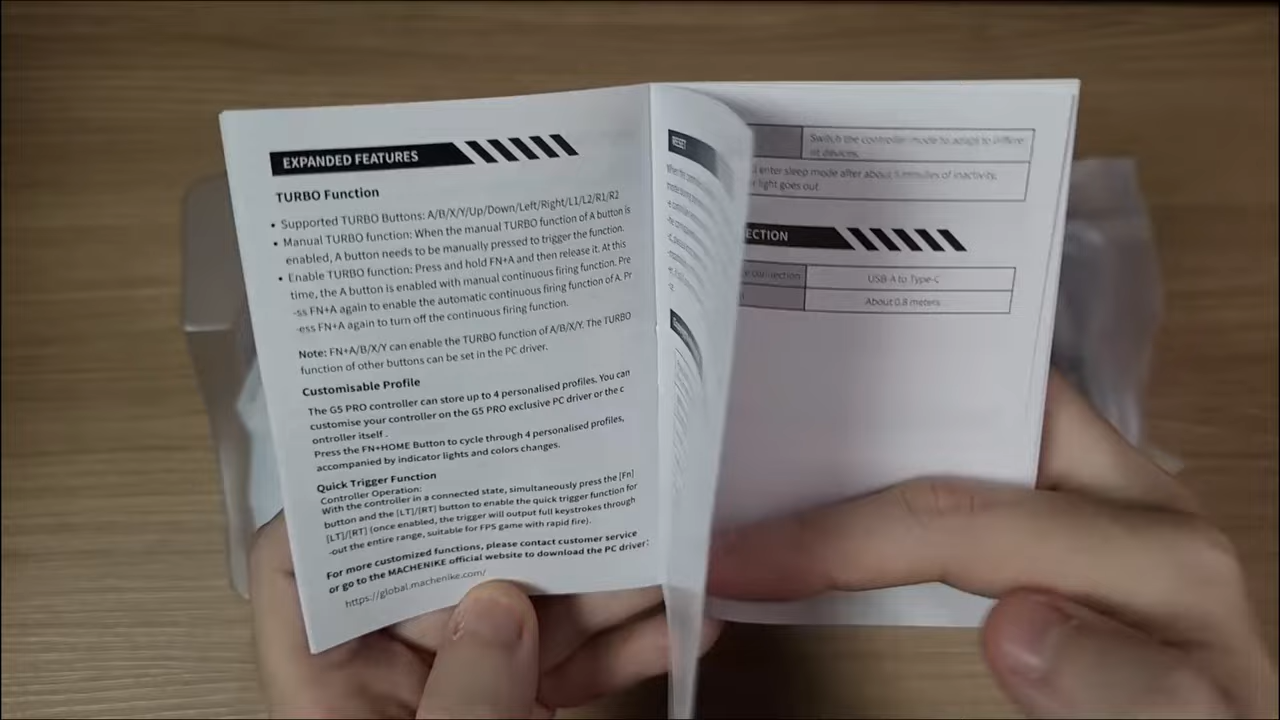 EXPANDED FEATURES
TURBO Function
• Supported TURBO Buttons: A/B/X/Y/Up/Down/Left/Right/L1/L2/R1/R2
• Manual TURBO function: When the manual TURBO function of A button is
enabled, A button needs to be manually pressed to trigger the function.
• Enable TURBO function: Press and hold FN+A and then release it. At this
time, the A button is enabled with manual continuous firing function. Pre
-ss FN+A again to enable the automatic continuous firing function of A. Pr
-ess FN+A again to turn off the continuous firing function.
Note: FN+A/B/X/Y can enable the TURBO function of A/B/X/Y. The TURBO
function of other buttons can be set in the PC driver.
Customisable Profile
The G5 PRO controller can store up to 4 personalised profiles. You can
customise your controller on the G5 PRO exclusive PC driver or the c
ontroller itself .
Press the FN+HOME Button to cycle through 4 personalised profiles,
accompanied by indicator lights and colors changes.
Quick Trigger Function
Controller Operation:
With the controller in a connected state, simultaneously press the [Fn]
button and the [LT]/[RT] button to enable the quick trigger function for
[LT]/[RT] (once enabled, the trigger will output full keystrokes through
-out the entire range, suitable for FPS game with rapid fire).
For more customized functions, please contact customer service
or go to the MACHENIKE official website to download the PC driver:
https://global.machenike.com/
RESET
Switch the controller mode to adapt to differe
nt devices.
enter sleep mode after about 5 minutes of inactivity,
light goes out
ECTION
connection
USB-A to Type-C
About 0.8 meters